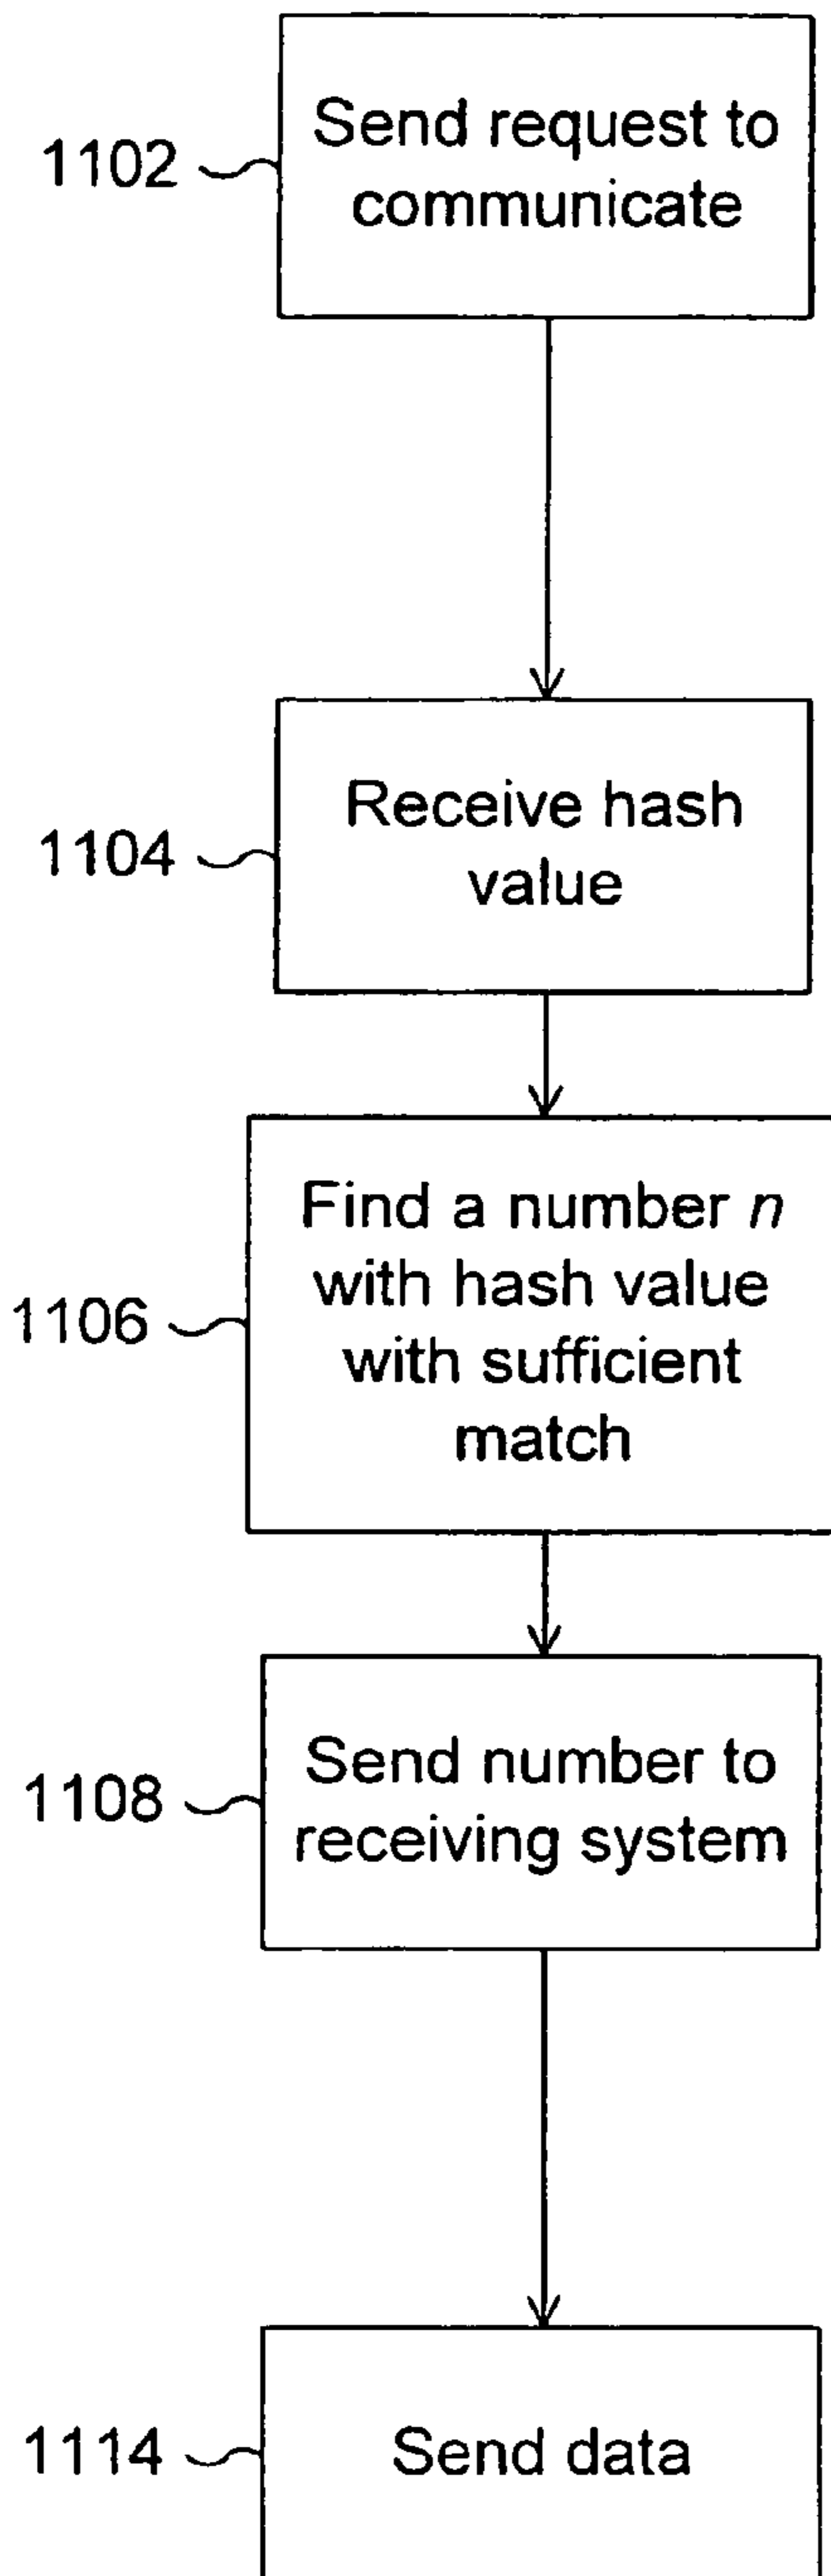 1102
Send request to
communicate
1104
Receive hash
value
1106
Find a number n
with hash value
with sufficient
match
1108
Send number to
receiving system
1114
Send data